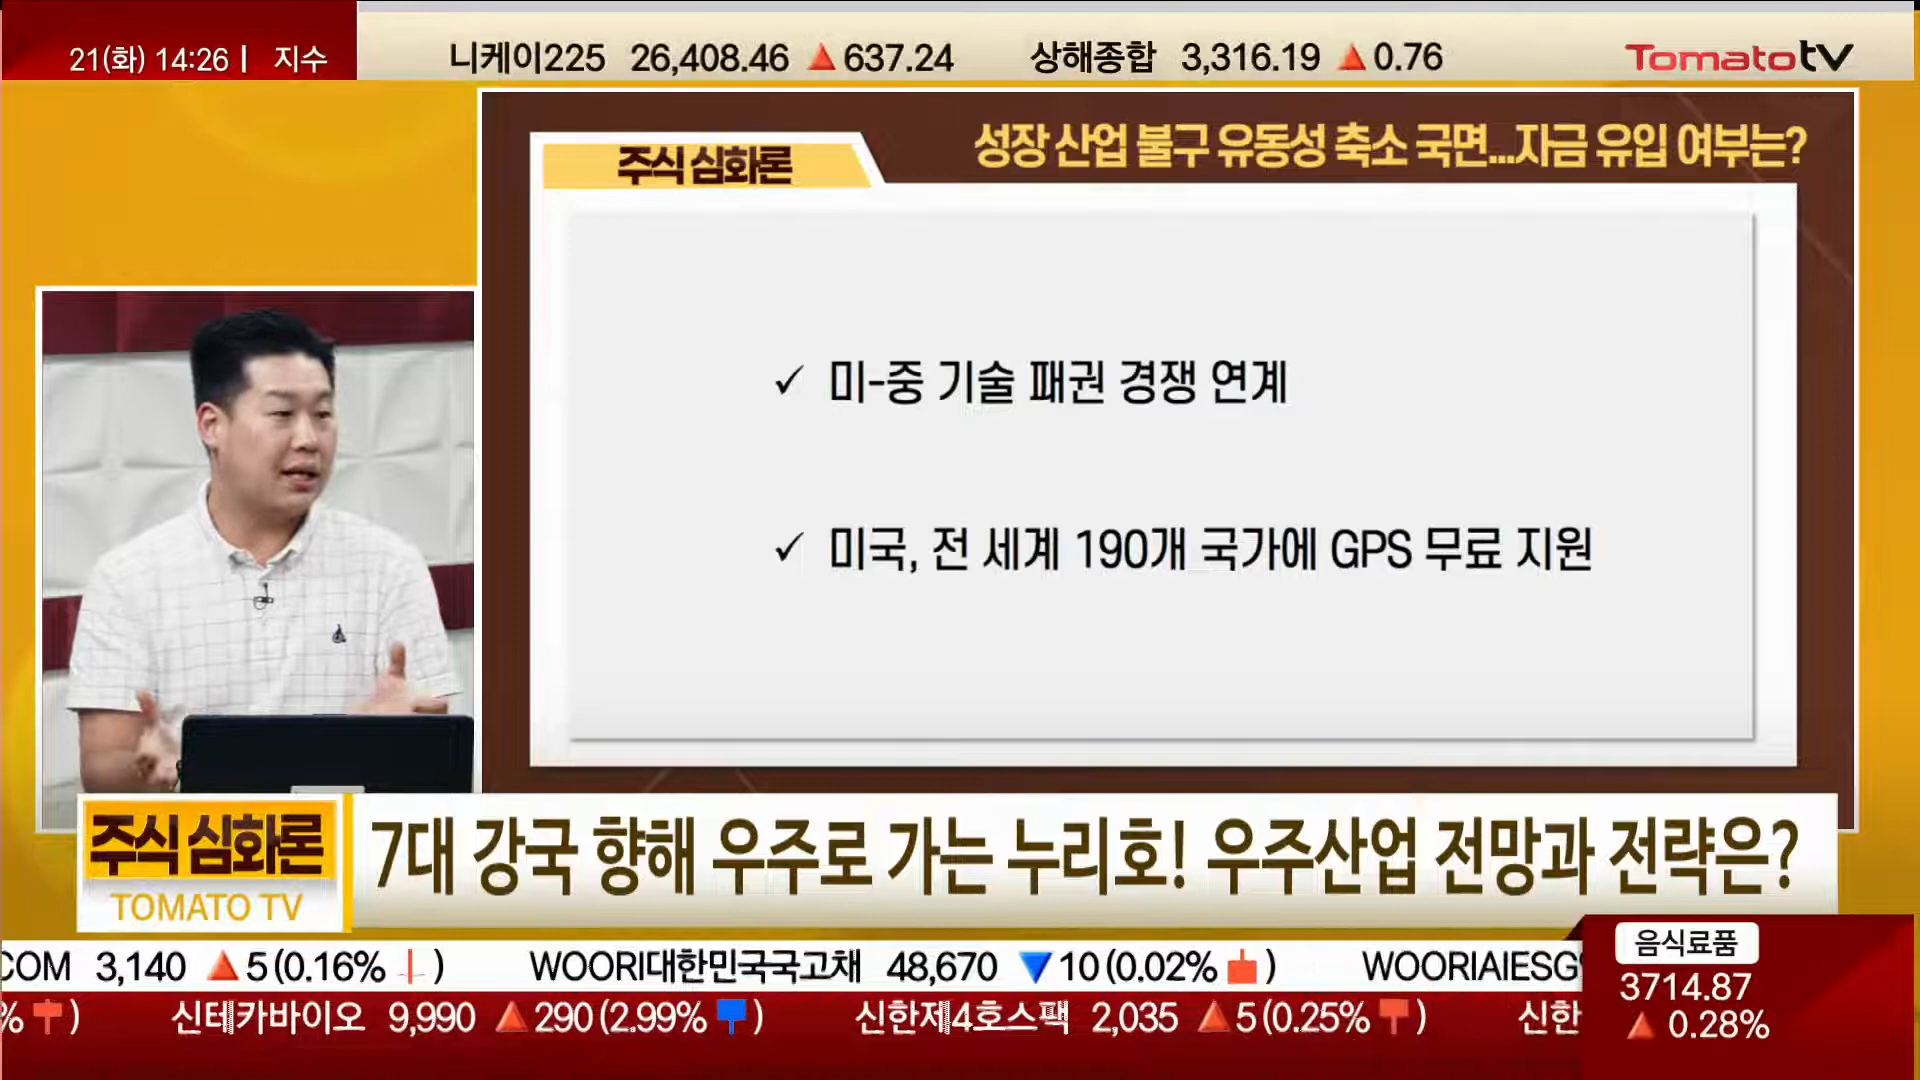 21(화) 14:26 | 지수
니케이225 26,408.46 ▲637.24 상해종합 3,316.19 ▲0.76
Tomato tv
성장 산업 불구 유동성 축소 국면...자금 유입 여부는?
주식 심화론
✓ 미-중 기술 패권 경쟁 연계
✓ 미국, 전 세계 190개 국가에 GPS 무료 지원
주식 심화론
TOMATO TV
7대 강국 향해 우주로 가는 누리호! 우주산업 전망과 전략은?
COM 3,140 ▲5(0.16%) WOORI대한민국국고채 48,670 ▼10(0.02%) WOORIAIESG
%) 신테카바이오 9,990 ▲290(2.99%) 신한제4호스팩 2,035 ▲5(0.25%) 신한
음식료품
3714.87
▲ 0.28%